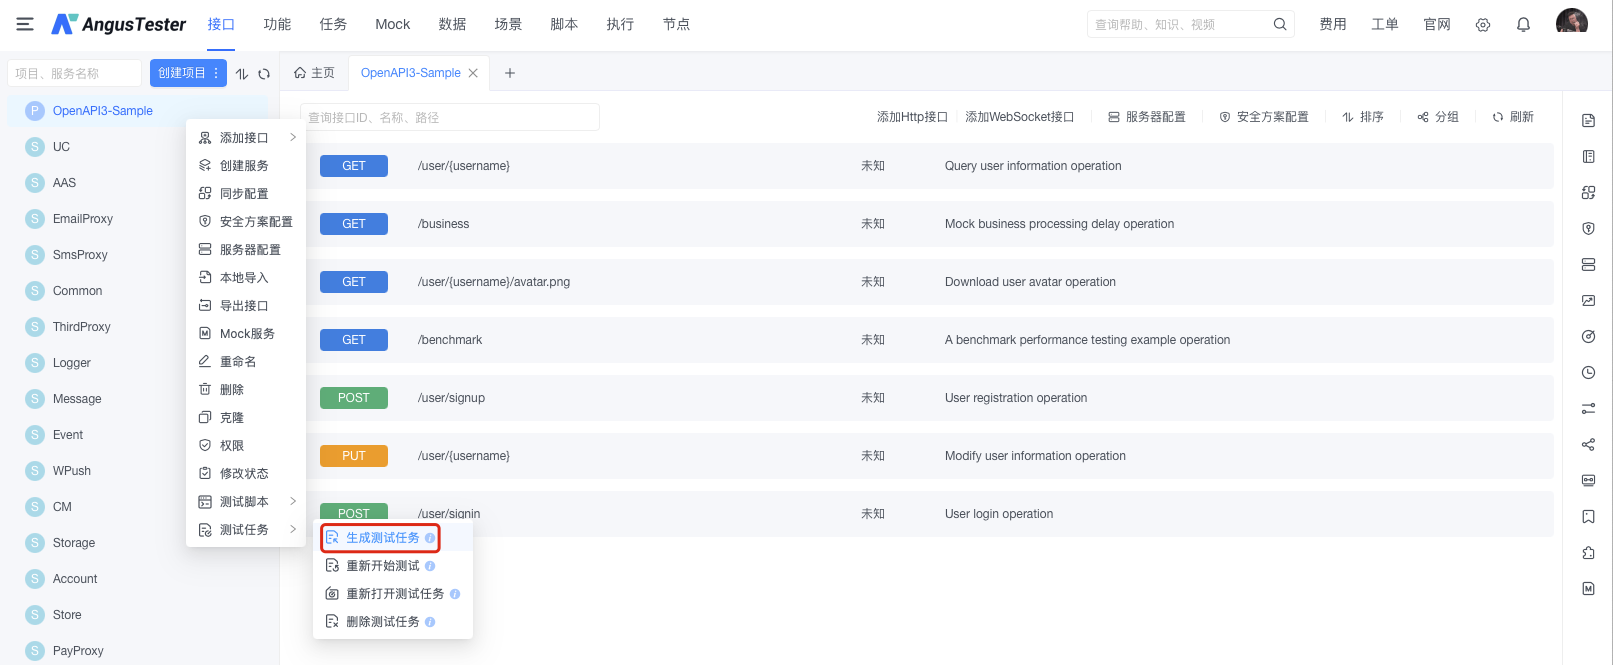 AngusTester
接口 功能 任务 Mock 数据 场景 脚本 执行 节点
查询帮助、知识、视频
费用 工单 官网
项目、服务名称
创建项目
主页
OpenAPI3-Sample
P OpenAPI3-Sample
S UC
S AAS
S EmailProxy
S SmsProxy
S Common
S ThirdProxy
S Logger
S Message
S Event
S WPush
S CM
S Storage
S Account
S Store
S PayProxy
添加接口
创建服务
同步配置
安全方案配置
服务器配置
本地导入
导出接口
Mock服务
重命名
删除
克隆
权限
修改状态
测试脚本
测试任务
生成测试任务
重新开始测试
重新打开测试任务
删除测试任务
查询接口ID、名称、路径
添加Http接口 添加WebSocket接口 服务器配置 安全方案配置 排序 分组 刷新
GET /user/{username} 未知 Query user information operation
GET /business 未知 Mock business processing delay operation
GET /user/{username}/avatar.png 未知 Download user avatar operation
GET /benchmark 未知 A benchmark performance testing example operation
POST /user/signup 未知 User registration operation
PUT /user/{username} 未知 Modify user information operation
POST /user/signin 未知 User login operation